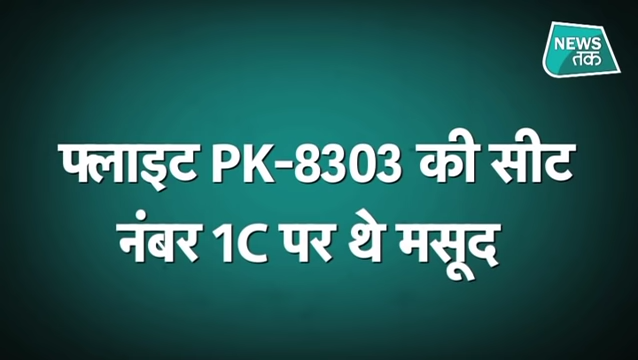 NEWS
तक
फ्लाइट PK-8303 की सीट
नंबर 1C पर थे मसूद